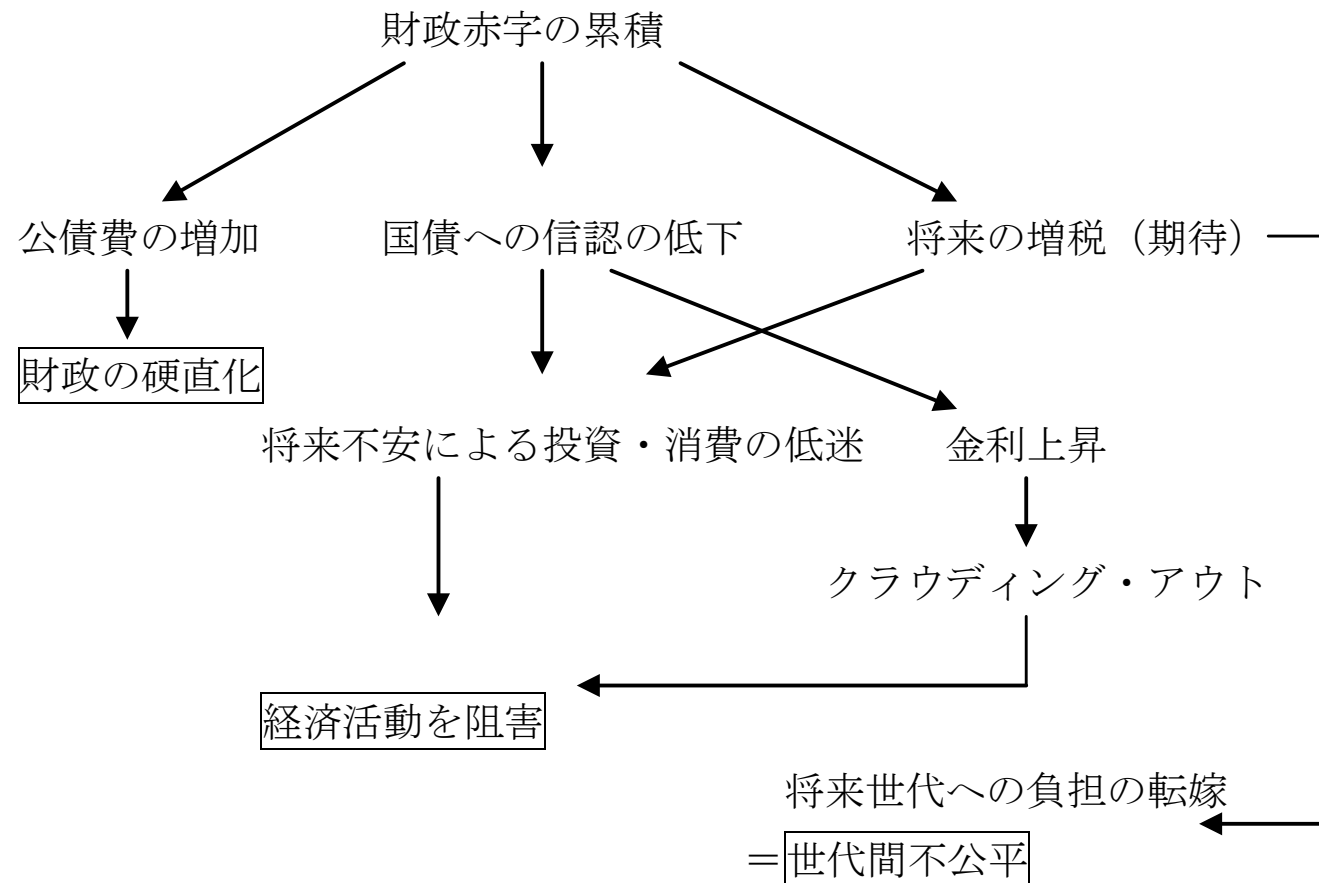 財政赤字の累積
公債費の増加
国債への信認の低下
将来の増税（期待）
財政の硬直化
将来不安による投資・消費の低迷
金利上昇
クラウディング・アウト
経済活動を阻害
将来世代への負担の転嫁
＝世代間不公平